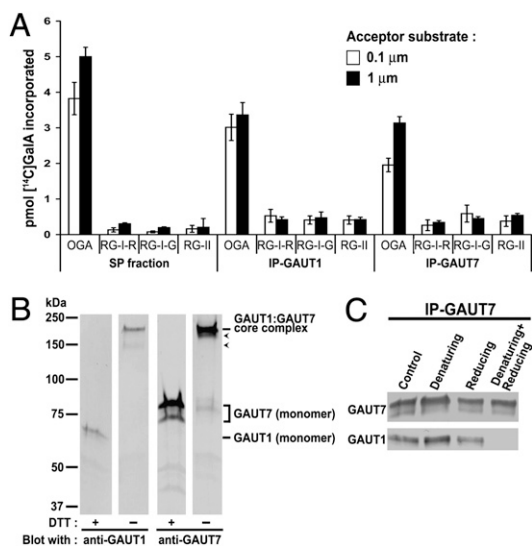 A
Acceptor substrate :
0.1 µm
1 µm
pmol [¹⁴C]GalA incorporated
6
5
4
3
2
1
0
OGA RG-I-R RG-I-G RG-II OGA RG-I-R RG-I-G RG-II OGA RG-I-R RG-I-G RG-II
SP fraction IP-GAUT1 IP-GAUT7
B
kDa
250
150
100
75
50
37
GAUT1:GAUT7
core complex
GAUT7 (monomer)
GAUT1 (monomer)
DTT : + − + −
Blot with : anti-GAUT1 anti-GAUT7
C
IP-GAUT7
Control
Denaturing
Reducing
Denaturing+
Reducing
GAUT7
GAUT1